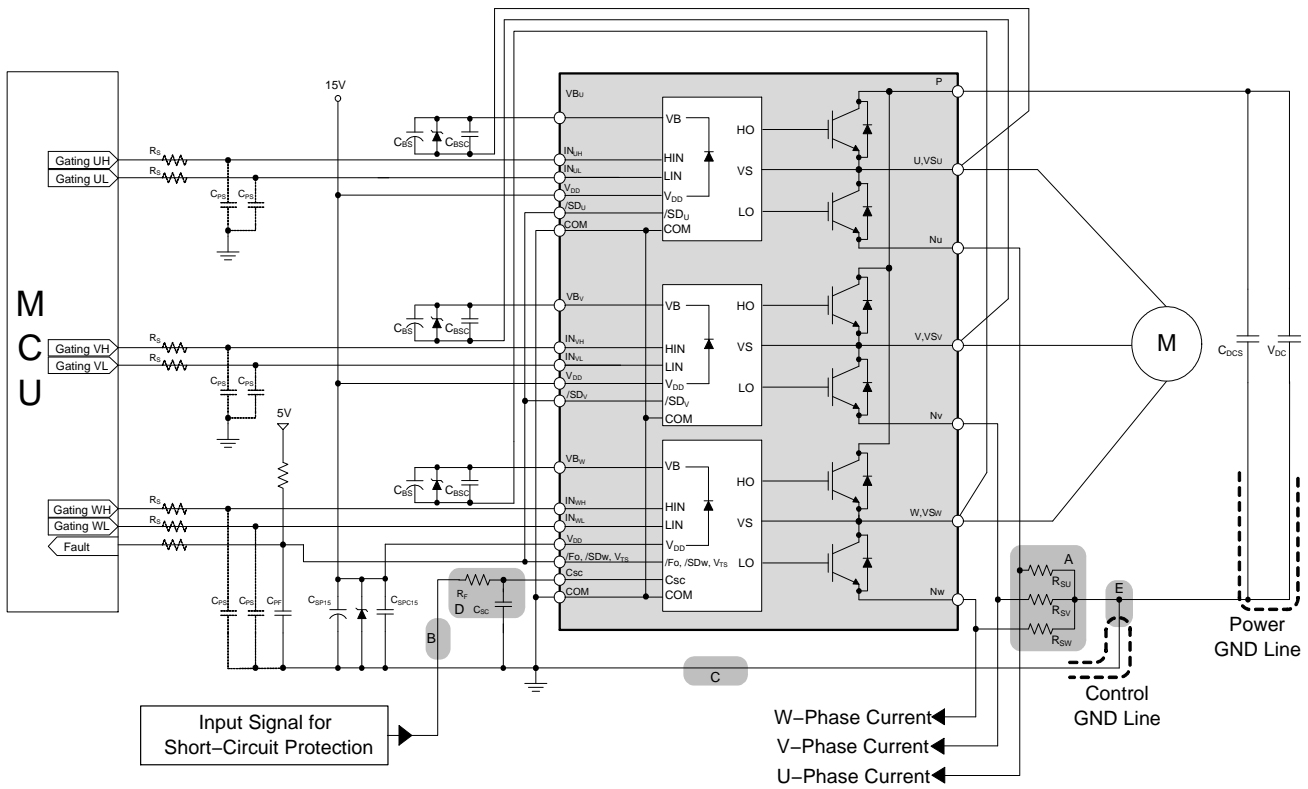 MCU
Gating UH
Gating UL
Gating VH
Gating VL
Gating WH
Gating WL
Fault
RS
RS
RS
RS
RS
RS
CPS
CPS
CPS
CPS
CPS
CPS
CPF
5V
15V
CSP15
CSPC15
CBS
CBSC
CBS
CBSC
CBS
CBSC
RF
D
CSC
B
C
Input Signal for
Short−Circuit Protection
VBU
INUH
INUL
VDD
/SDU
COM
VB
HIN
LIN
VDD
/SDU
COM
HO
VS
LO
VBV
INVH
INVL
VDD
/SDV
VB
HIN
LIN
VDD
/SDV
COM
HO
VS
LO
VBW
INWH
INWL
VDD
/Fo, /SDw, VTS
Csc
COM
VB
HIN
LIN
VDD
/Fo, /SDw, VTS
Csc
COM
HO
VS
LO
P
U,VSU
Nu
V,VSV
Nv
W,VSW
Nw
M
CDCS
VDC
A
RSU
RSV
RSW
E
Power
GND Line
Control
GND Line
W−Phase Current
V−Phase Current
U−Phase Current